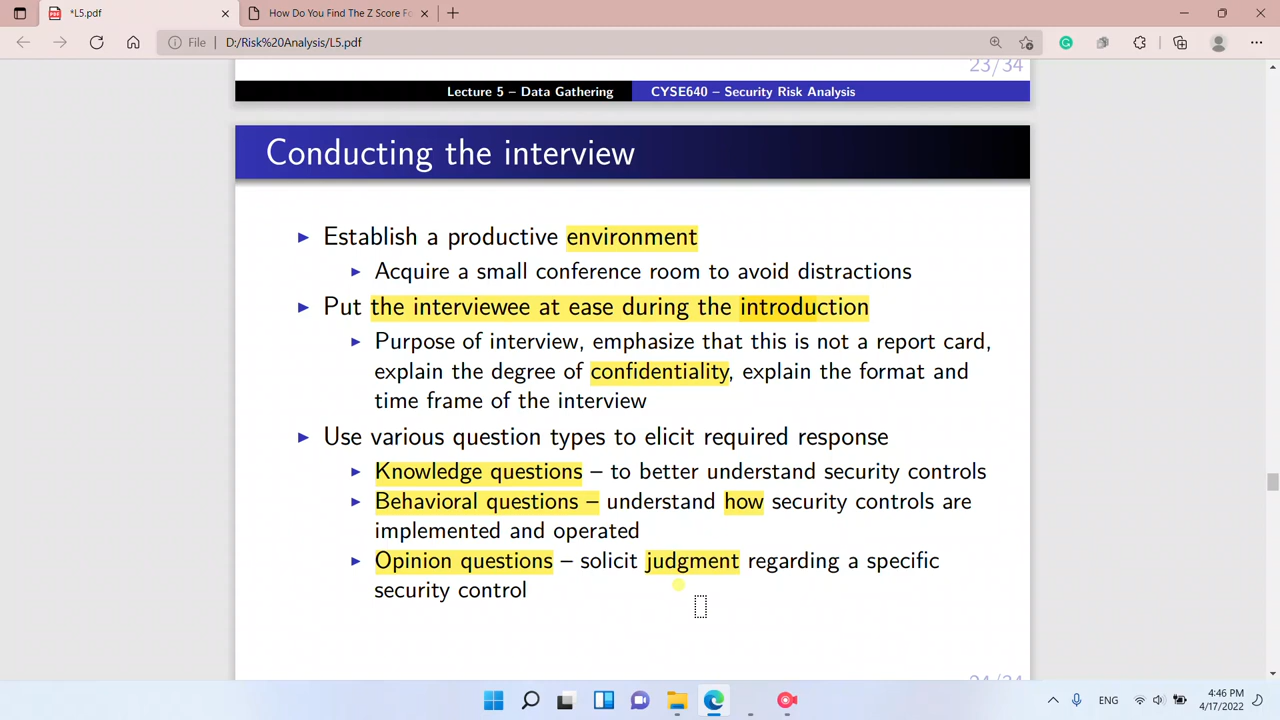 *L5.pdf
How Do You Find The Z Score Fo
File
D:/Risk%20Analysis/L5.pdf
23/34
Lecture 5 – Data Gathering
CYSE640 – Security Risk Analysis
Conducting the interview
Establish a productive environment
Acquire a small conference room to avoid distractions
Put the interviewee at ease during the introduction
Purpose of interview, emphasize that this is not a report card,
explain the degree of confidentiality, explain the format and
time frame of the interview
Use various question types to elicit required response
Knowledge questions – to better understand security controls
Behavioral questions – understand how security controls are
implemented and operated
Opinion questions – solicit judgment regarding a specific
security control
24/34
ENG
4:46 PM
4/17/2022